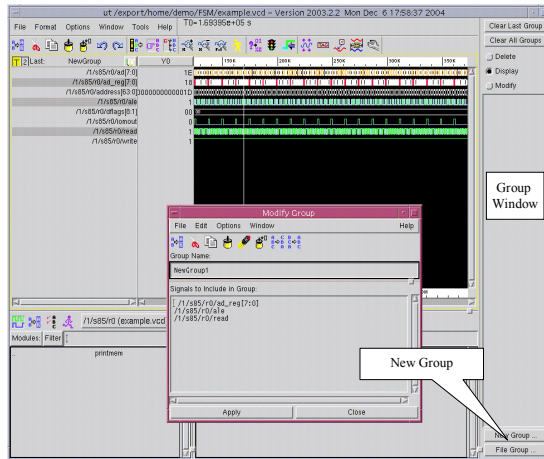 ut /export/home/demo/FSM/example.vcd - Version 2003.2.2 Mon Dec 6 17:58:37 2004
File Format Options Window Tools Help T0=1.69395e+05 s
Clear Last Group
Clear All Groups
Delete
Display
Modify
T 2 Last: NewGroup Y0
150K 200K 250K 300K 350K
/1/s85/r0/ad[7:0] 1E
/1/s85/r0/ad_reg[7:0] 10
/1/s85/r0/address[63:0] 000000000001D
/1/s85/r0/ale 1
/1/s85/r0/dflags[8:1] 00
/1/s85/r0/iomout 0
/1/s85/r0/read 1
/1/s85/r0/write 1
Group
Window
Modify Group
File Edit Options Window Help
Group Name:
NewGroup1
Signals to Include in Group:
/1/s85/r0/ad_reg[7:0]
/1/s85/r0/ale
/1/s85/r0/read
/1/s85/r0/ (example.vcd
Modules: Filter
printmem
New Group
Apply Close
New Group ...
File Group ...